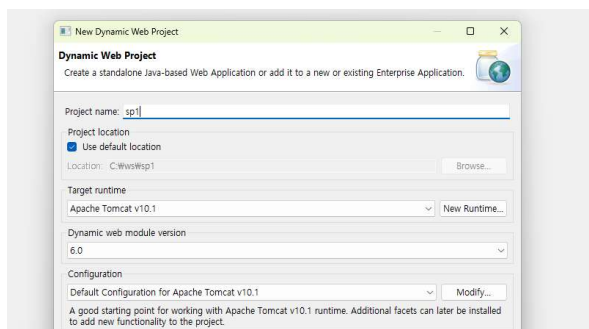 New Dynamic Web Project
Dynamic Web Project
Create a standalone Java-based Web Application or add it to a new or existing Enterprise Application.
Project name: sp1
Project location
Use default location
Location: C:₩ws₩sp1 Browse...
Target runtime
Apache Tomcat v10.1 New Runtime...
Dynamic web module version
6.0
Configuration
Default Configuration for Apache Tomcat v10.1 Modify...
A good starting point for working with Apache Tomcat v10.1 runtime. Additional facets can later be installed
to add new functionality to the project.